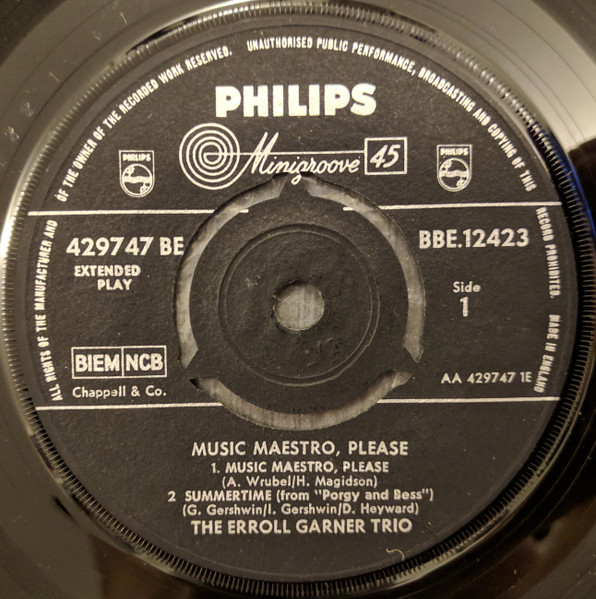 ALL RIGHTS OF THE MANUFACTURER AND OF THE OWNER OF THE RECORDED WORK RESERVED. UNAUTHORISED PUBLIC PERFORMANCE, BROADCASTING AND COPYING OF THIS RECORD PROHIBITED. MADE IN ENGLAND
PHILIPS
Minigroove 45
PHILIPS
PHILIPS
429747 BE
BBE.12423
EXTENDED
PLAY
Side
1
BIEM NCB
Chappell & Co.
AA 429747 1E
MUSIC MAESTRO, PLEASE
1. MUSIC MAESTRO, PLEASE
(A. Wrubel/H. Magidson)
2 SUMMERTIME (from "Porgy and Bess")
(G. Gershwin/I. Gershwin/D. Heyward)
THE ERROLL GARNER TRIO